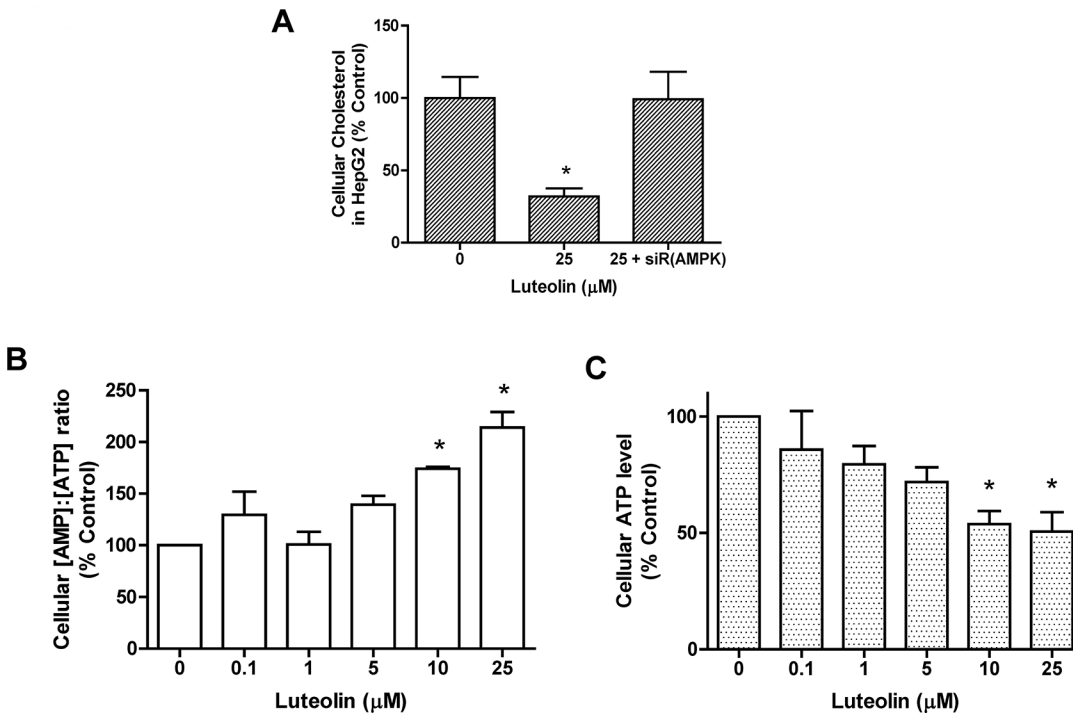 A
Cellular Cholesterol
in HepG2 (% Control)
150
100
50
0
*
0 25 25 + siR(AMPK)
Luteolin (μM)
B
Cellular [AMP]:[ATP] ratio
(% Control)
250
200
150
100
50
0
* *
0 0.1 1 5 10 25
Luteolin (μM)
C
Cellular ATP level
(% Control)
100
50
0
* *
0 0.1 1 5 10 25
Luteolin (μM)